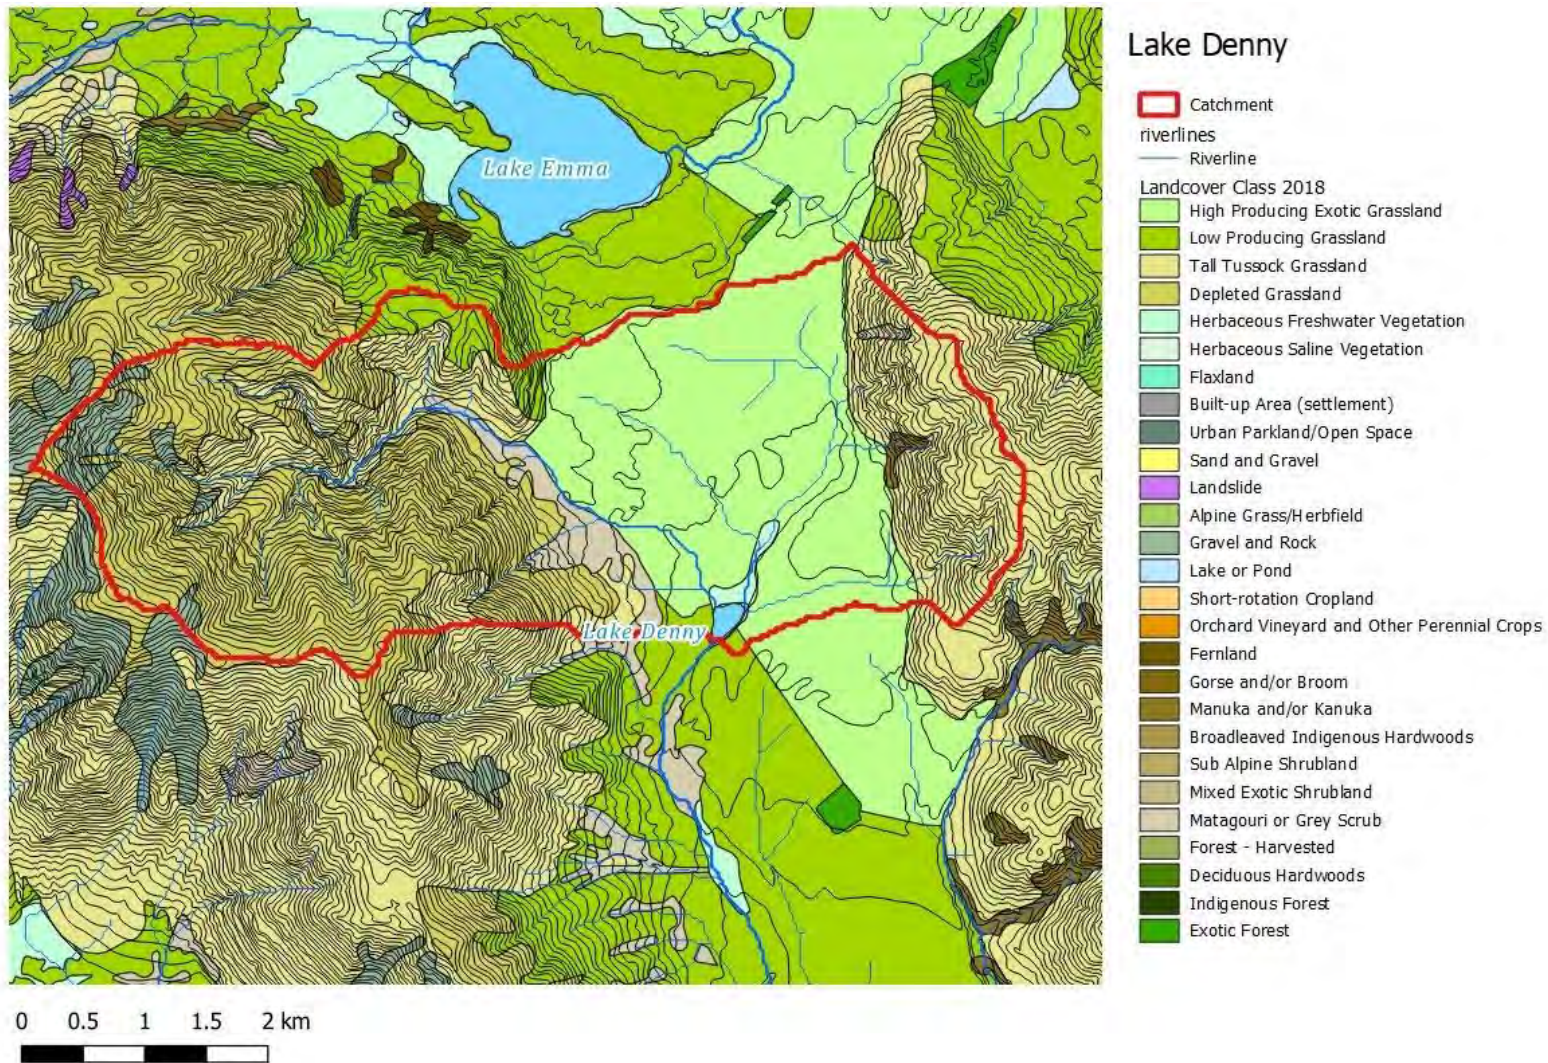 Lake Denny
Catchment
riverlines
Riverline
Landcover Class 2018
High Producing Exotic Grassland
Low Producing Grassland
Tall Tussock Grassland
Depleted Grassland
Herbaceous Freshwater Vegetation
Herbaceous Saline Vegetation
Flaxland
Built-up Area (settlement)
Urban Parkland/Open Space
Sand and Gravel
Landslide
Alpine Grass/Herbfield
Gravel and Rock
Lake or Pond
Short-rotation Cropland
Orchard Vineyard and Other Perennial Crops
Fernland
Gorse and/or Broom
Manuka and/or Kanuka
Broadleaved Indigenous Hardwoods
Sub Alpine Shrubland
Mixed Exotic Shrubland
Matagouri or Grey Scrub
Forest - Harvested
Deciduous Hardwoods
Indigenous Forest
Exotic Forest
Lake Emma
Lake Denny
0 0.5 1 1.5 2 km